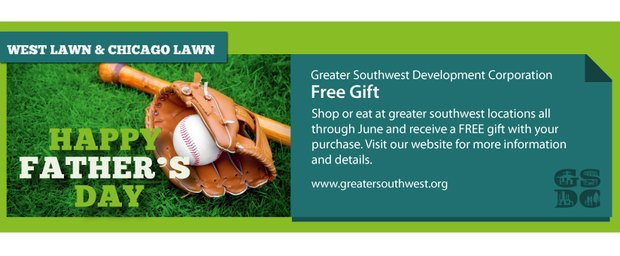 WEST LAWN & CHICAGO LAWN
HAPPY
FATHER'S
DAY
Greater Southwest Development Corporation
Free Gift
Shop or eat at greater southwest locations all
through June and receive a FREE gift with your
purchase. Visit our website for more information
and details.
www.greatersouthwest.org
GS
DC